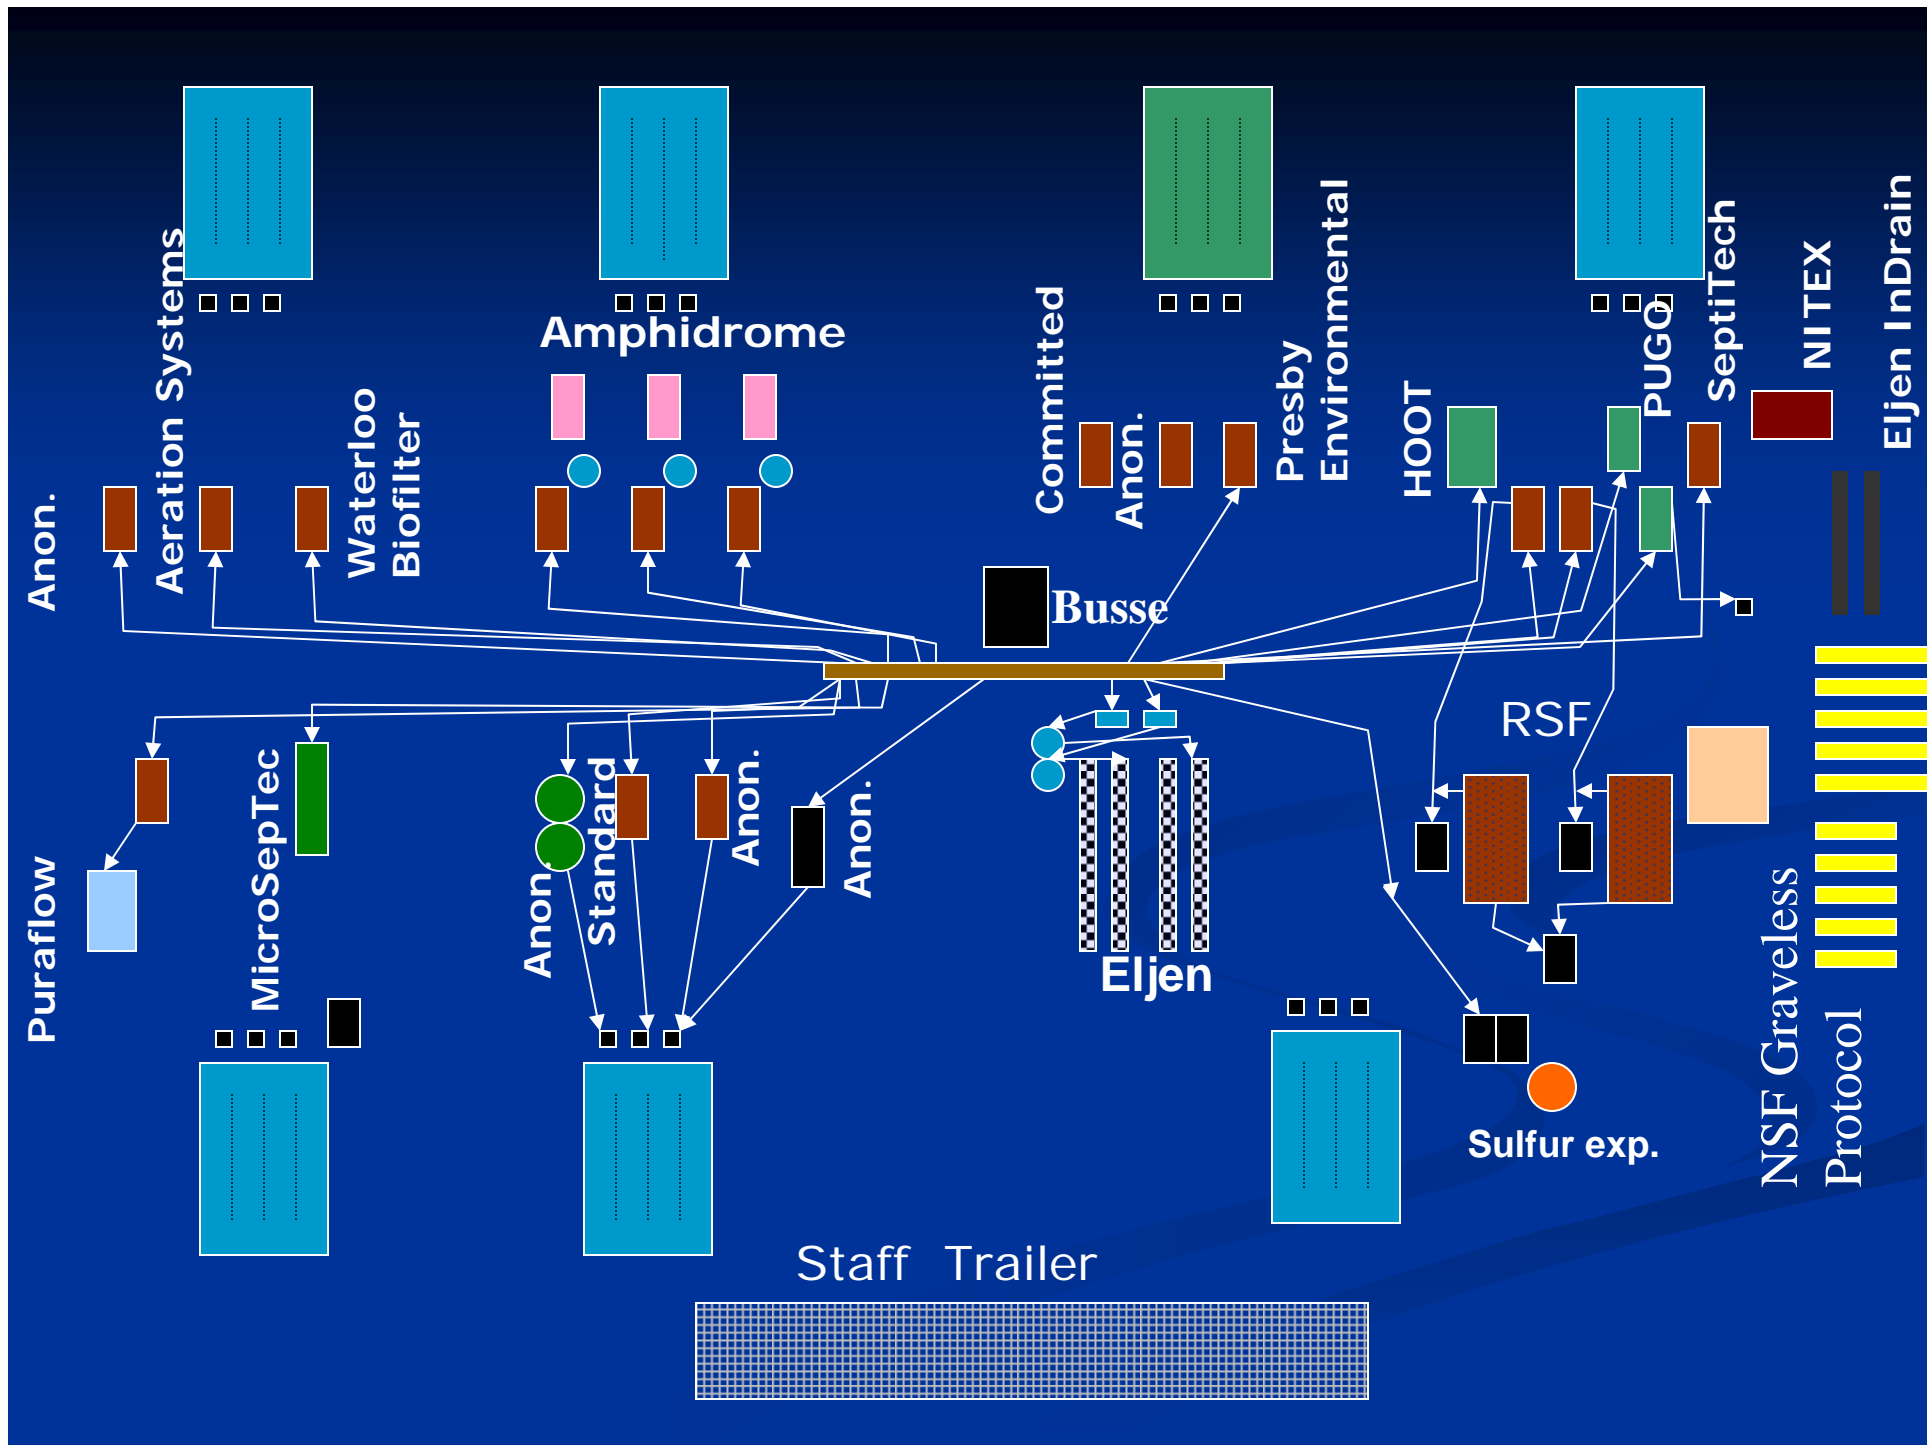 Anon.
Aeration Systems
Waterloo
Biofilter
Amphidrome
Committed
Anon.
Presby
Environmental
HOOT
PUGO
SeptiTech
NITEX
Eljen InDrain
Busse
Puraflow
MicroSepTec
Anon.
Standard
Anon.
Anon.
Eljen
RSF
Sulfur exp.
NSF Graveless
Protocol
Staff Trailer